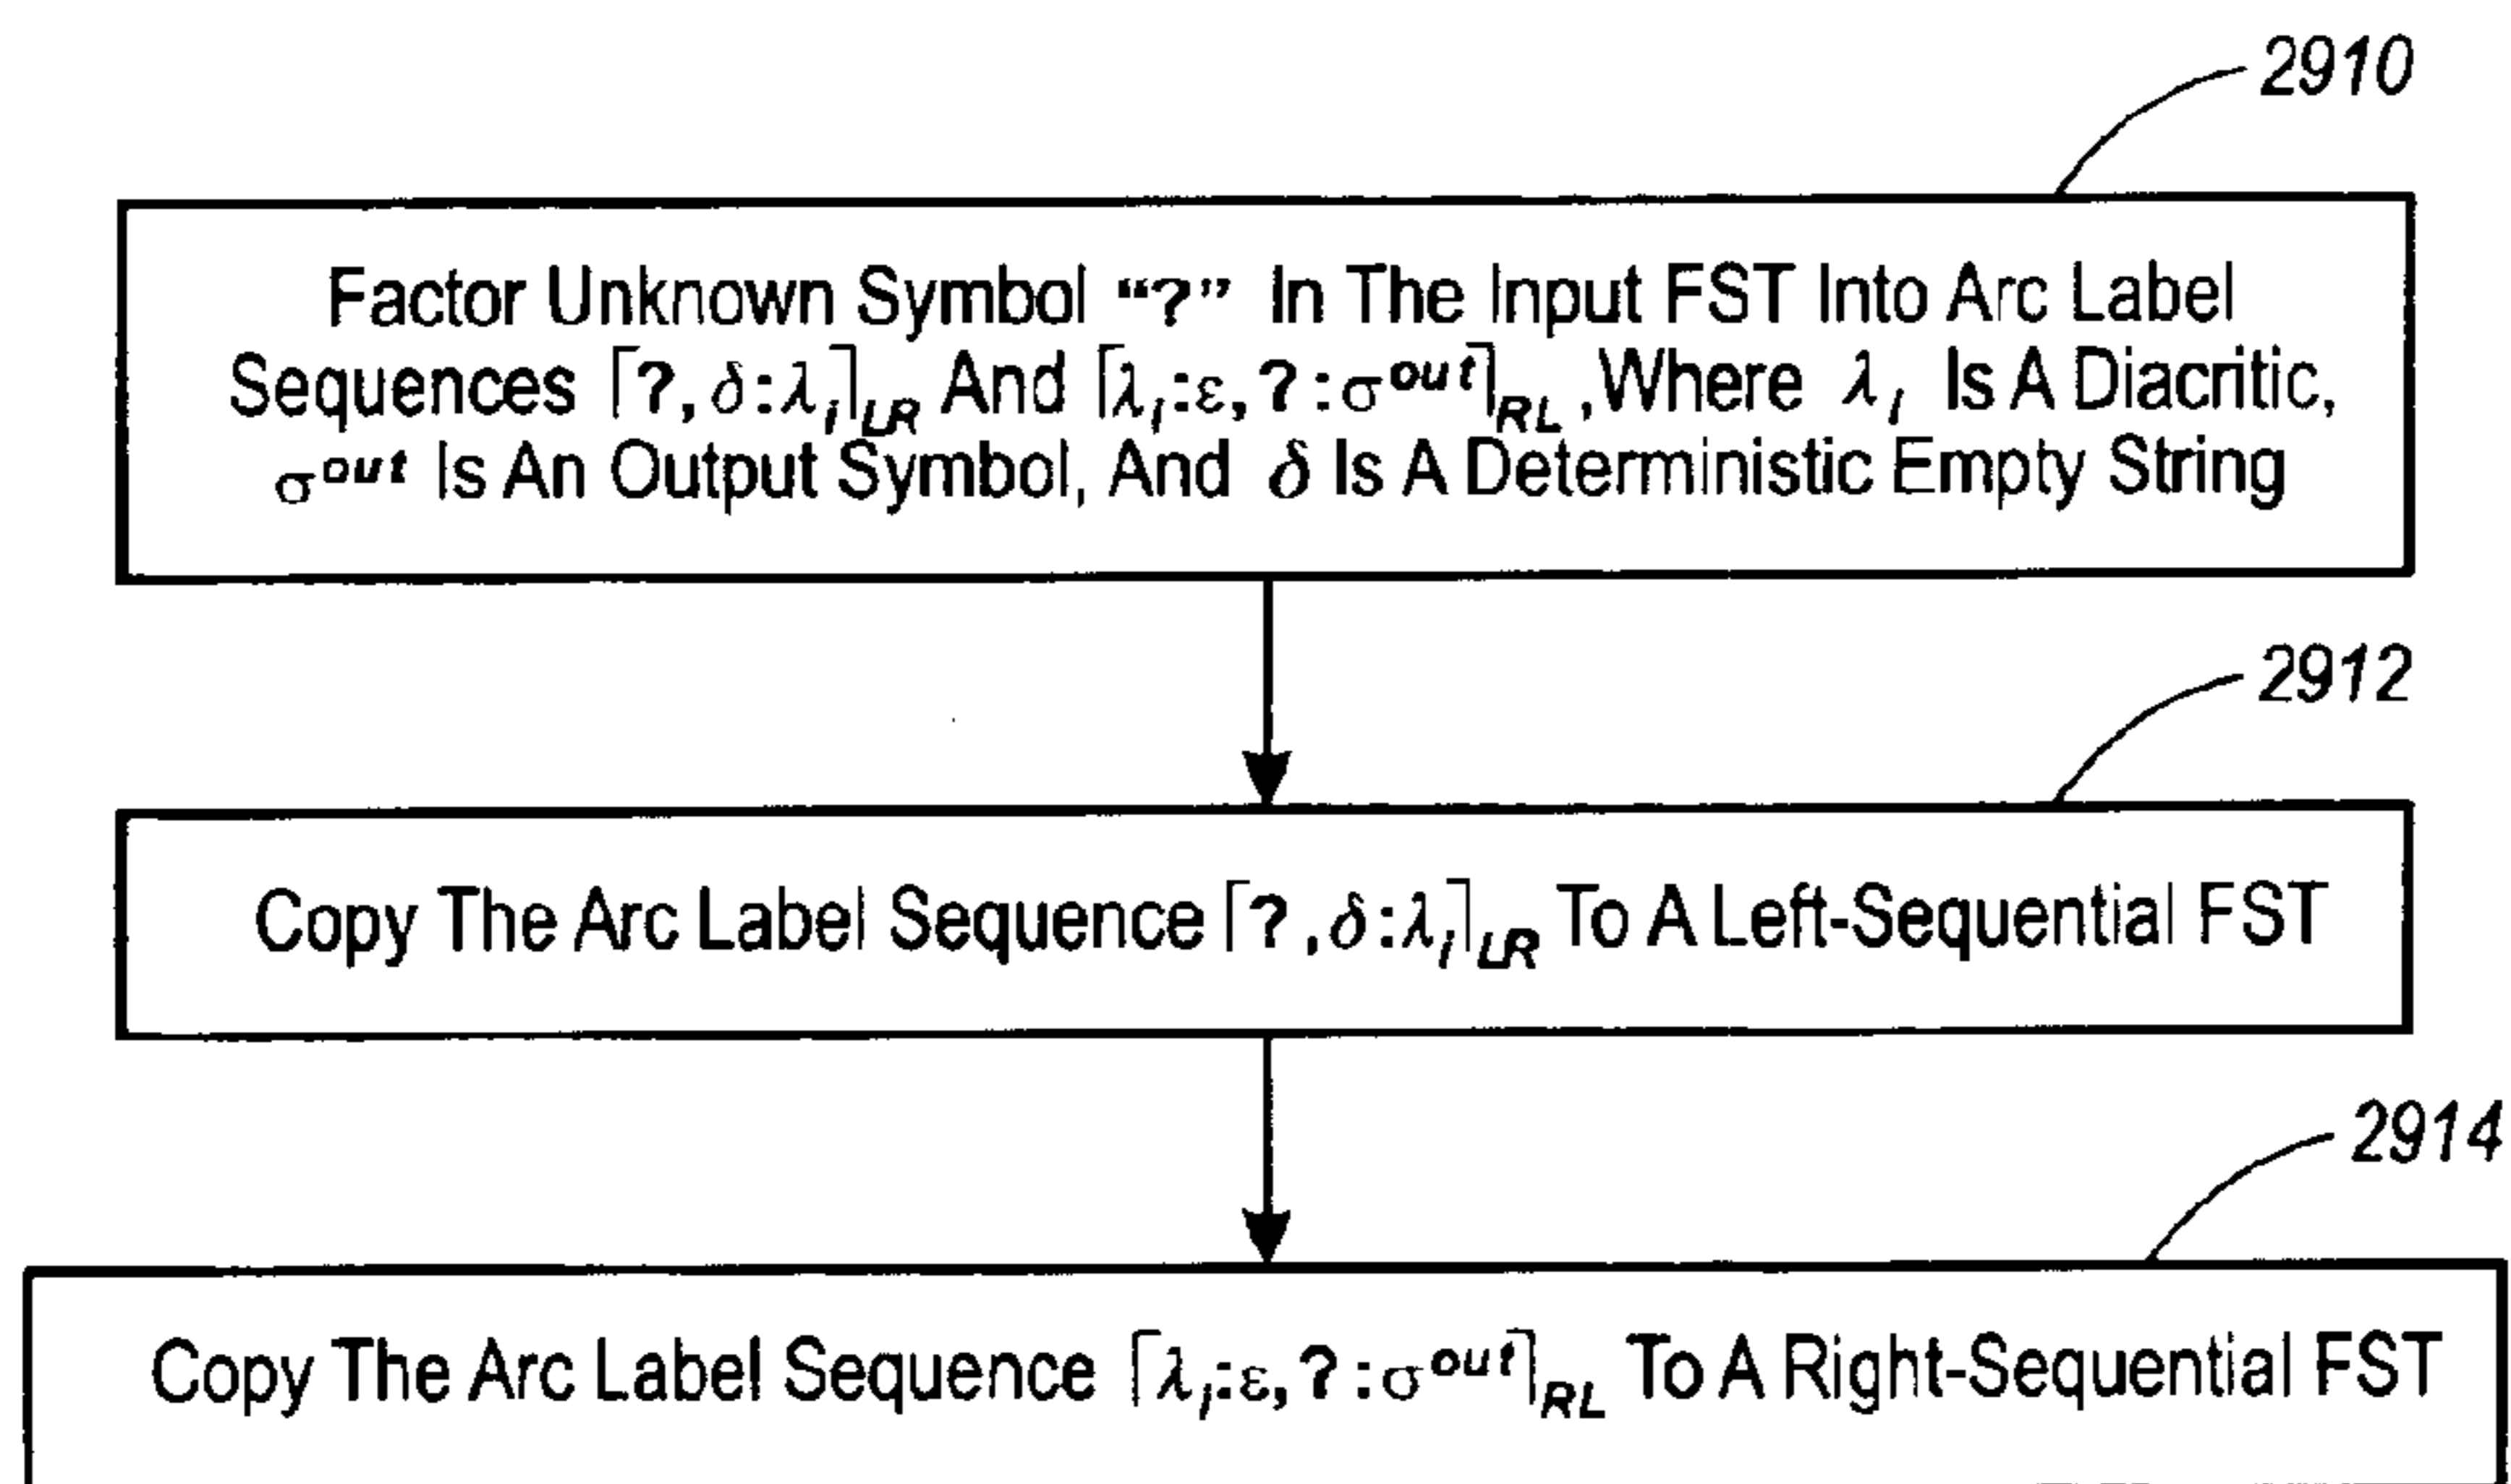 2910
Factor Unknown Symbol “?” In The Input FST Into Arc Label
Sequences ⌈?, δ:λᵢ⌉LR And ⌈λᵢ:ε, ?:σᵒᵘᵗ⌉RL ,Where λᵢ Is A Diacritic,
σᵒᵘᵗ Is An Output Symbol, And δ Is A Deterministic Empty String
2912
Copy The Arc Label Sequence ⌈?,δ:λᵢ⌉LR To A Left-Sequential FST
2914
Copy The Arc Label Sequence ⌈λᵢ:ε, ?:σᵒᵘᵗ⌉RL To A Right-Sequential FST